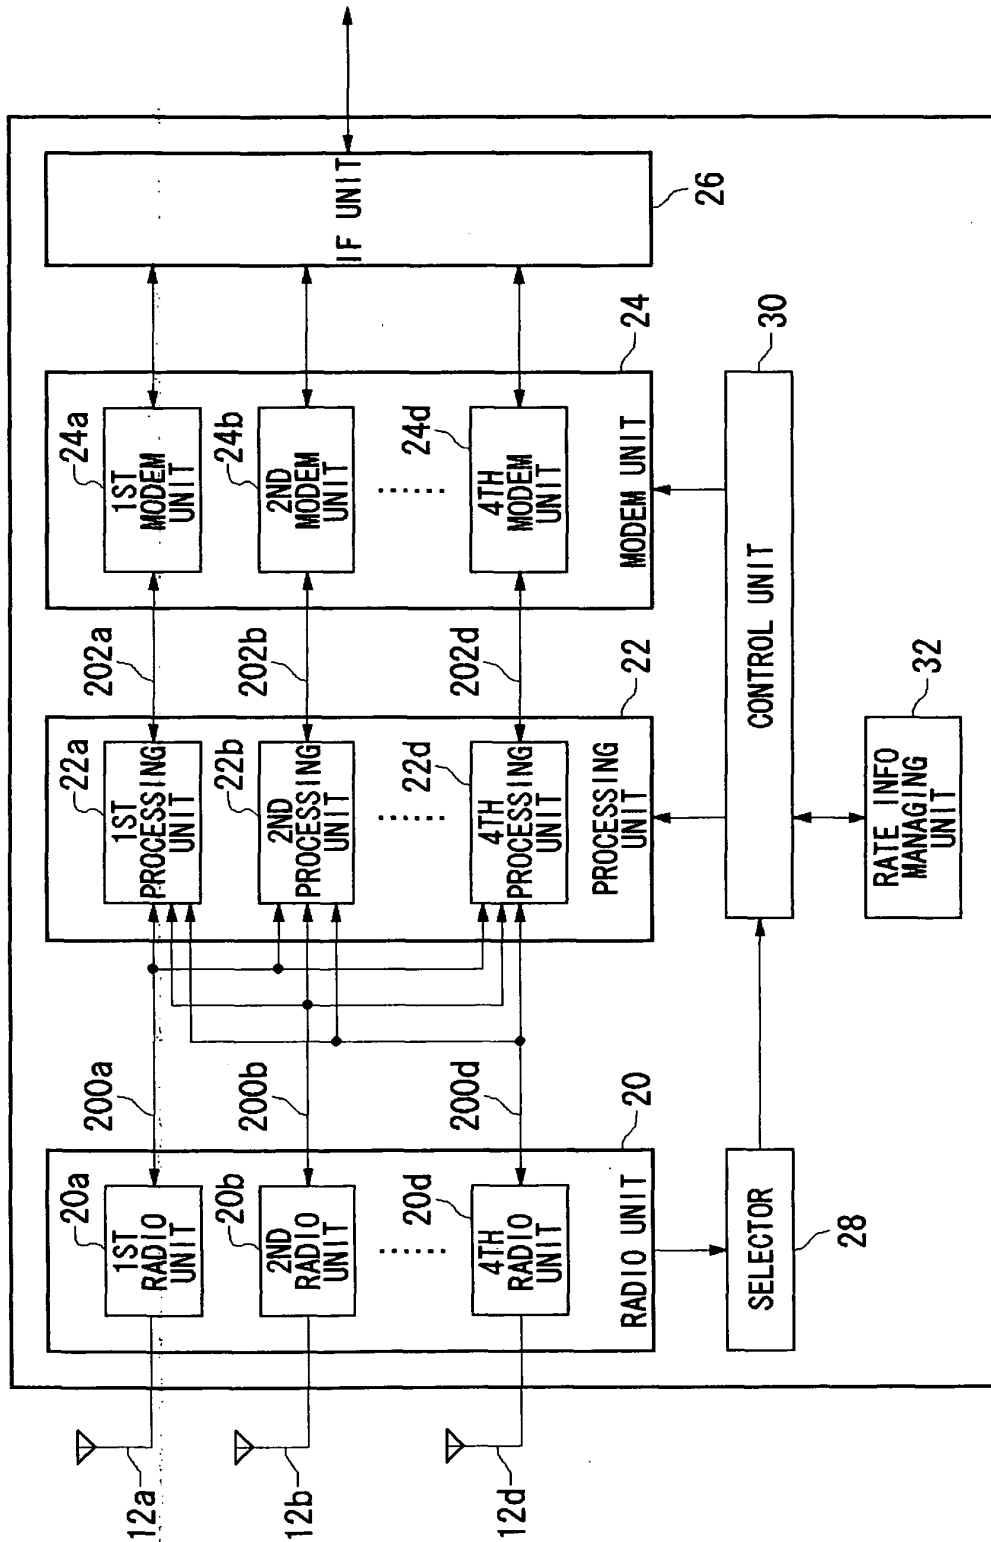 12a
12b
12d
20a
1ST
RADIO
UNIT
20b
2ND
RADIO
UNIT
......
20d
4TH
RADIO
UNIT
RADIO UNIT
20
200a
200b
200d
22a
1ST
PROCESSING
UNIT
22b
2ND
PROCESSING
UNIT
......
22d
4TH
PROCESSING
UNIT
PROCESSING
UNIT
22
202a
202b
202d
24a
1ST
MODEM
UNIT
24b
2ND
MODEM
UNIT
......
24d
4TH
MODEM
UNIT
MODEM UNIT
24
IF UNIT
26
SELECTOR
28
CONTROL UNIT
30
RATE INFO
MANAGING
UNIT
32